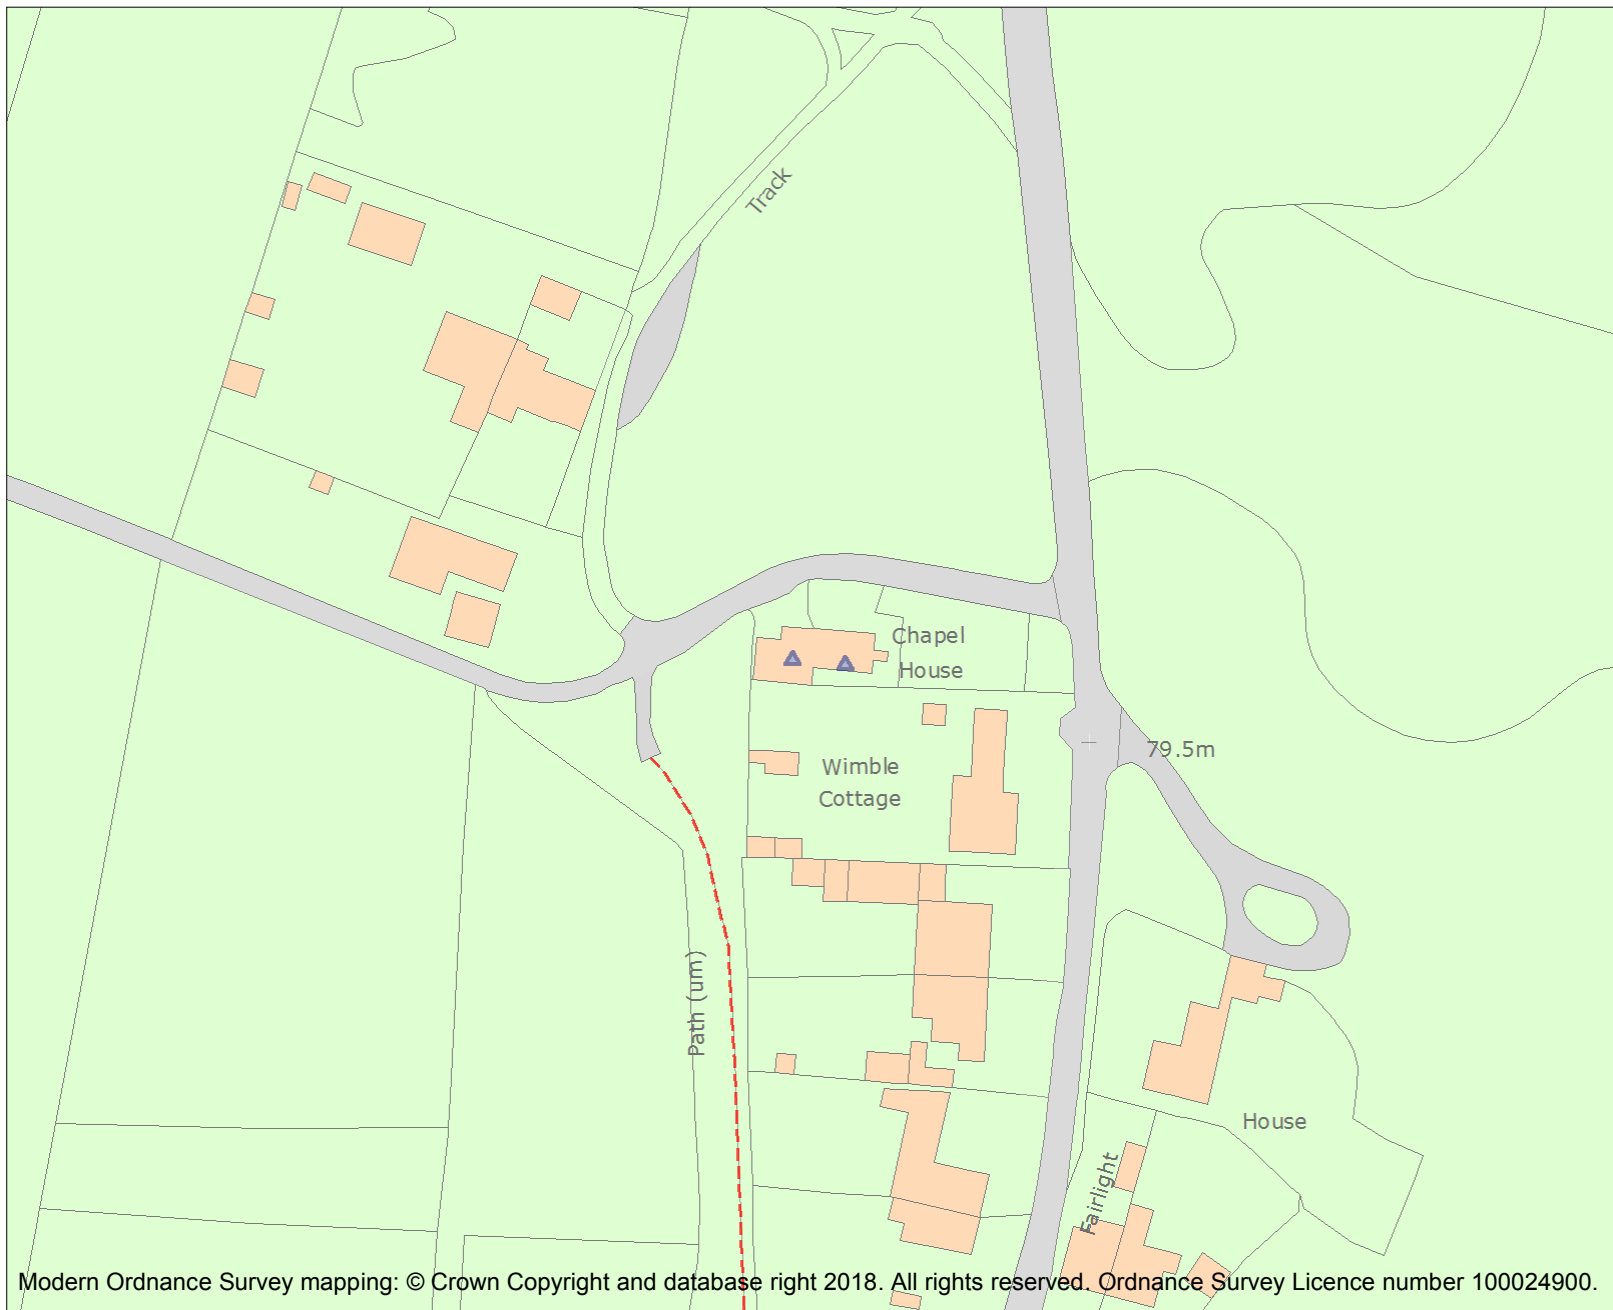 Track
Chapel
House
79.5m
Wimble
Cottage
Path (um)
House
Fairlight
Modern Ordnance Survey mapping: © Crown Copyright and database right 2018. All rights reserved. Ordnance Survey Licence number 100024900.